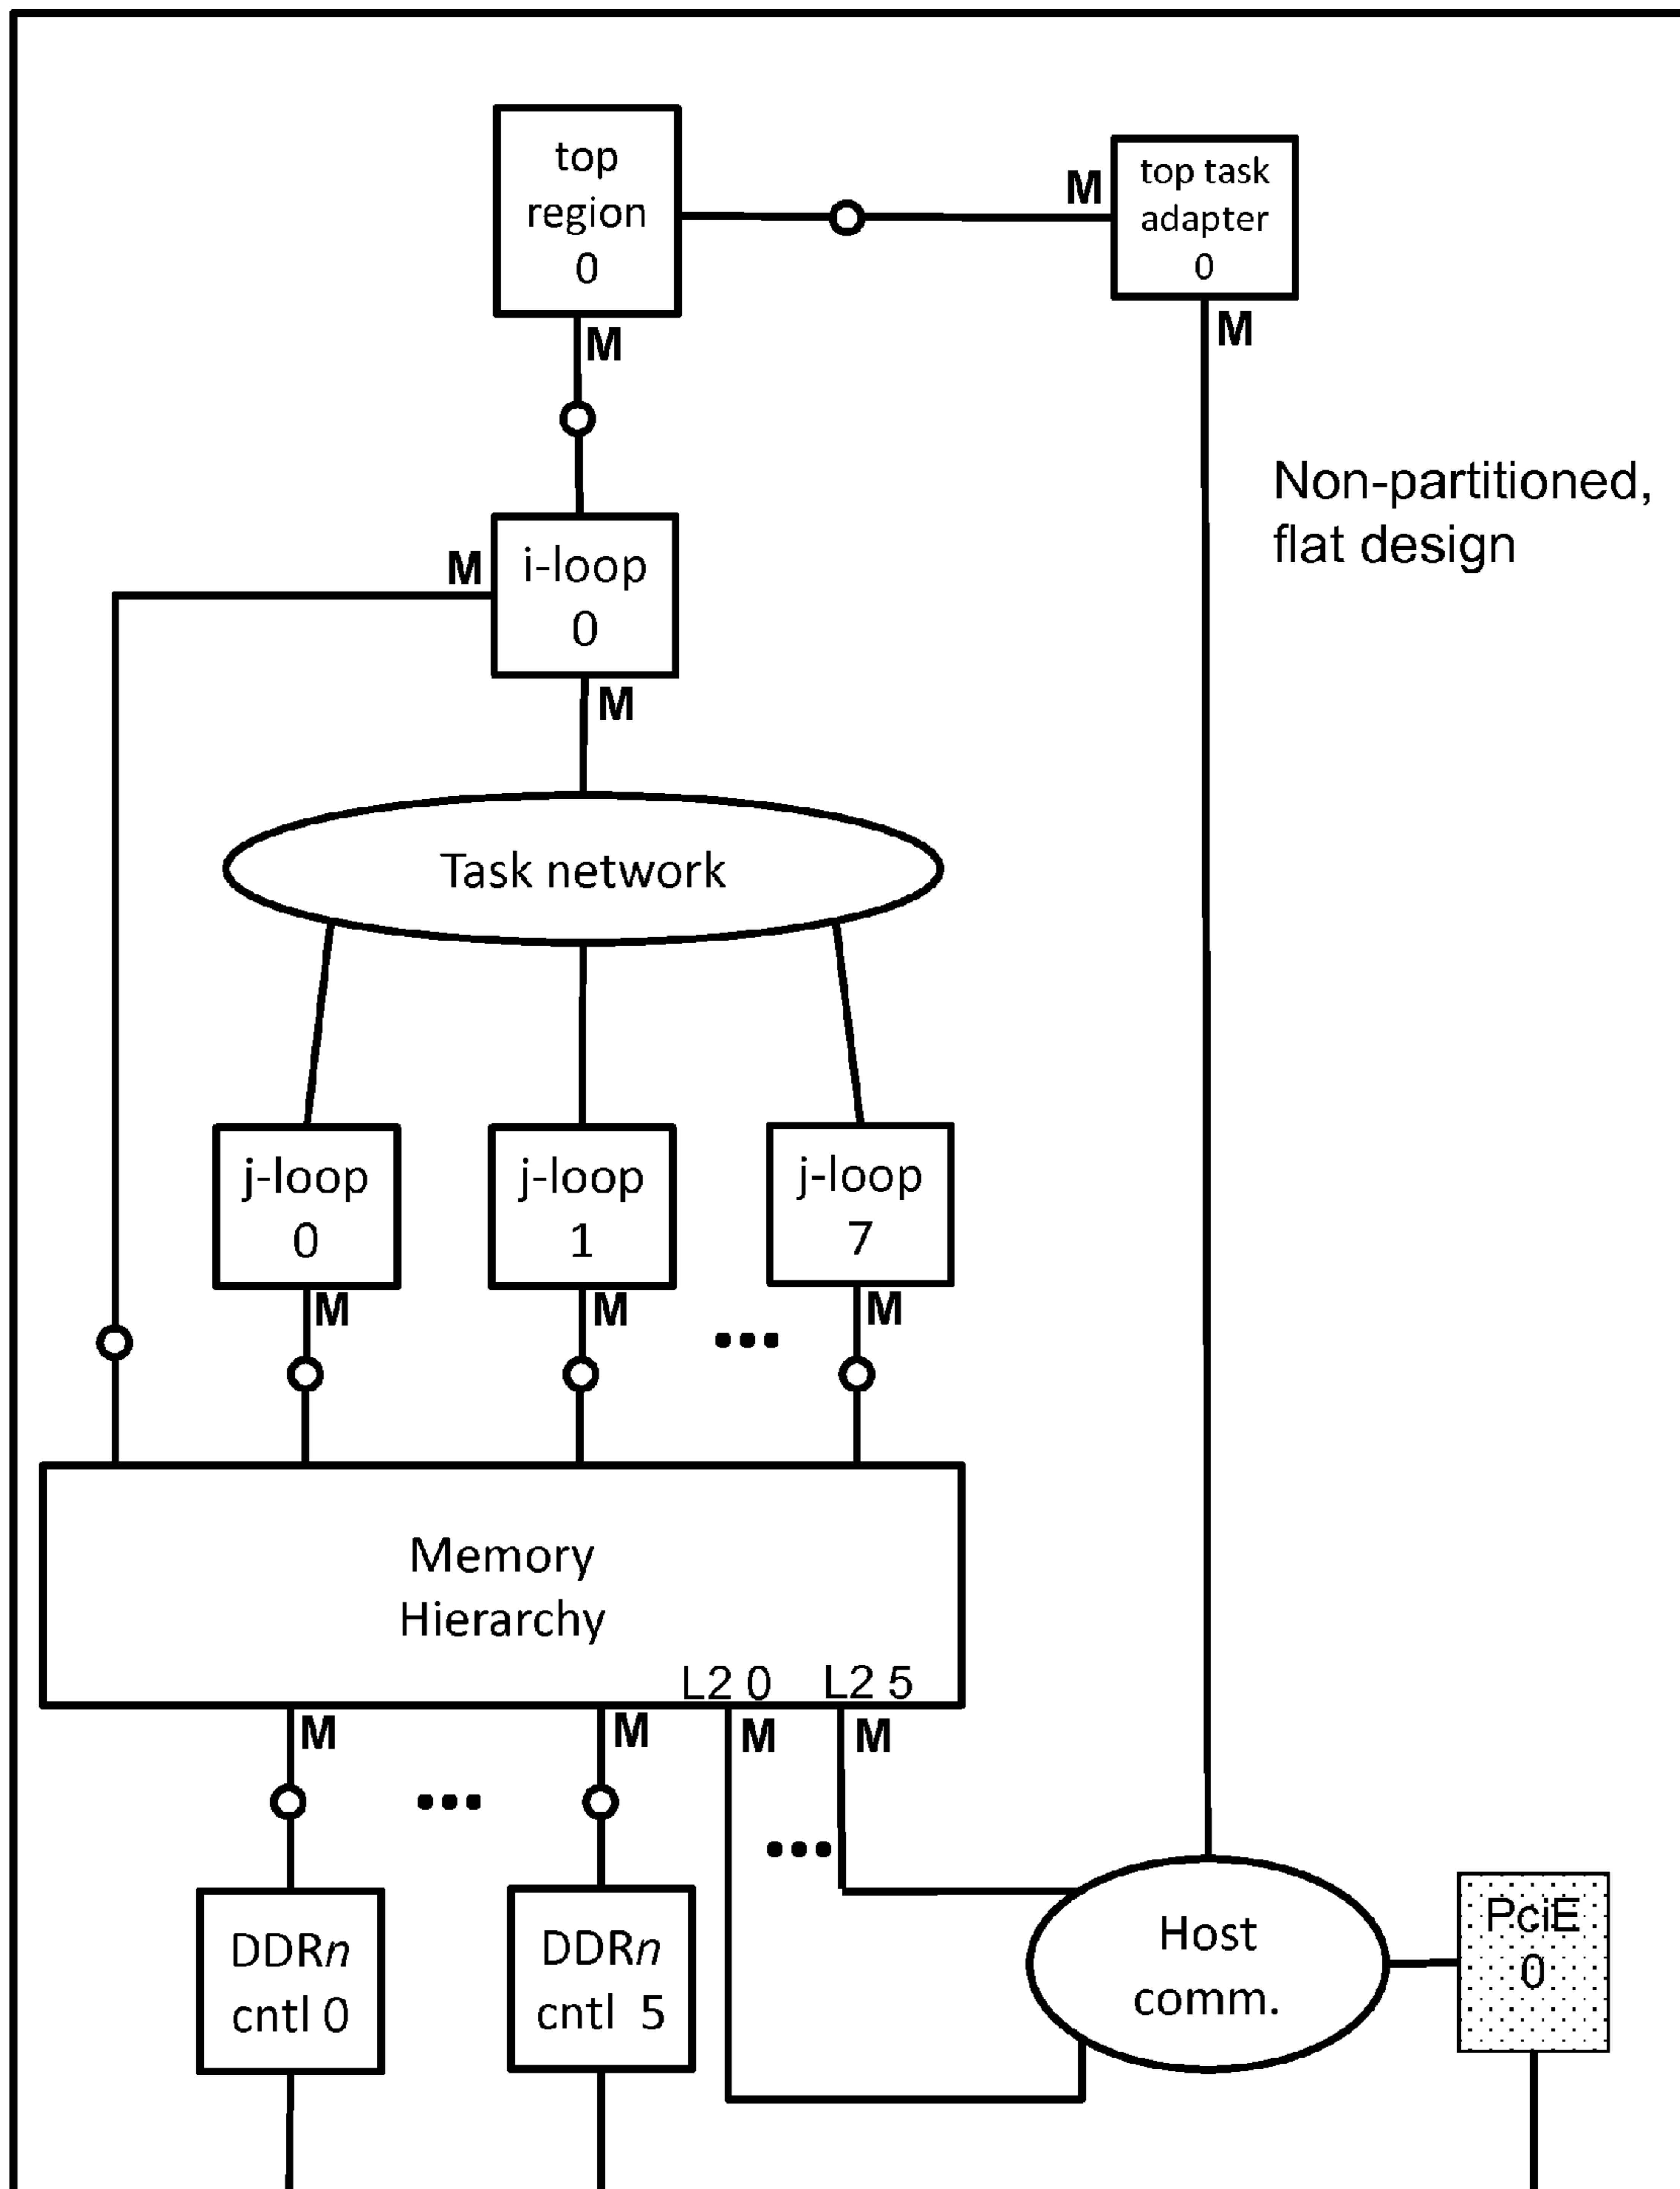 top
region
0
M
top task
adapter
0
M
M
Non-partitioned,
flat design
M
i-loop
0
M
Task network
j-loop
0
j-loop
1
j-loop
7
M
M
M
...
Memory
Hierarchy
L2 0
L2 5
M
M
M
M
...
...
DDRn
cntl 0
DDRn
cntl 5
Host
comm.
PciE
0